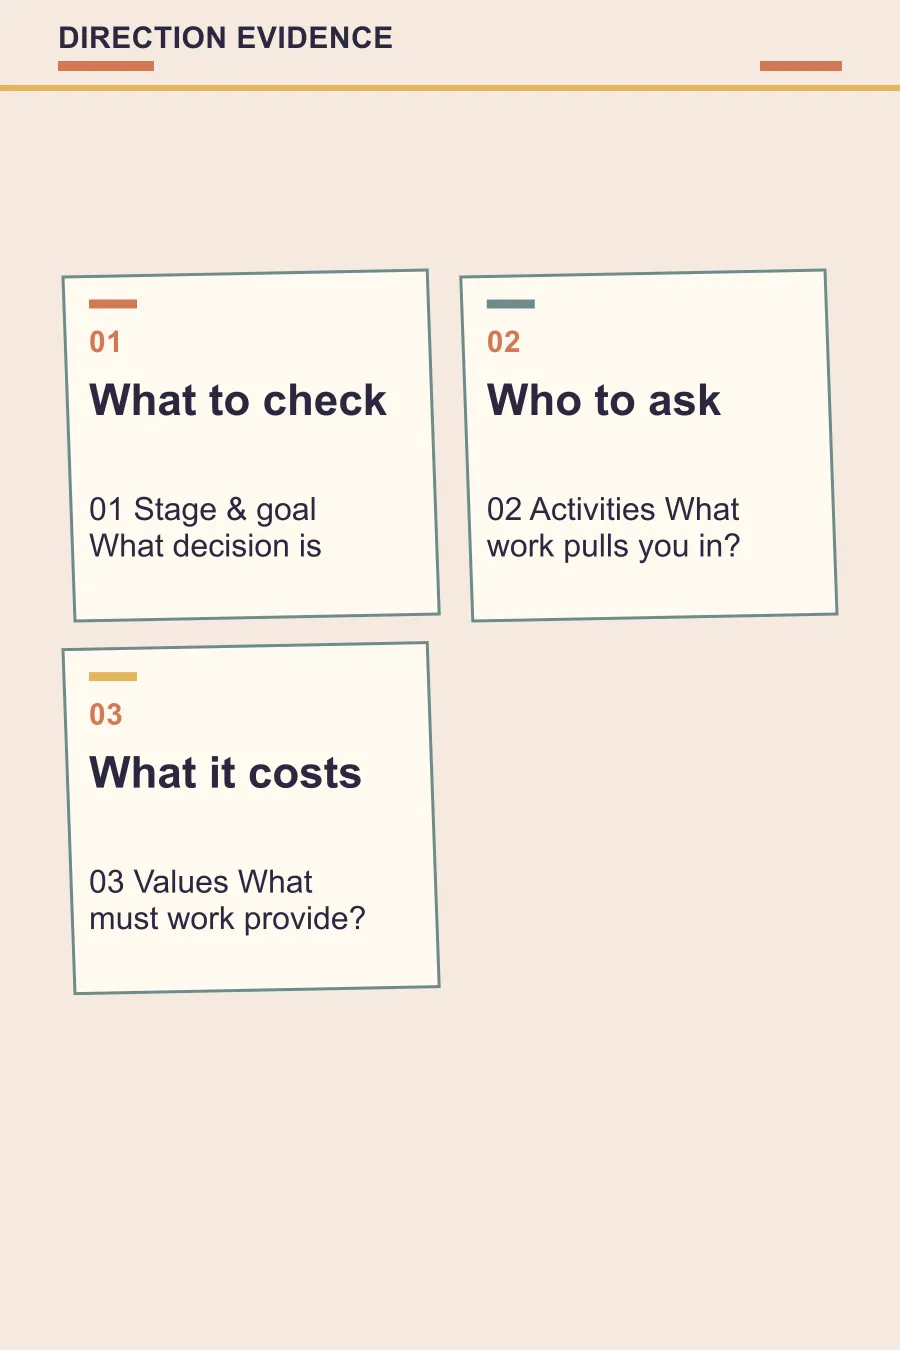 DIRECTION EVIDENCE
01
What to check
01 Stage & goal
What decision is
02
Who to ask
02 Activities What
work pulls you in?
03
What it costs
03 Values What
must work provide?